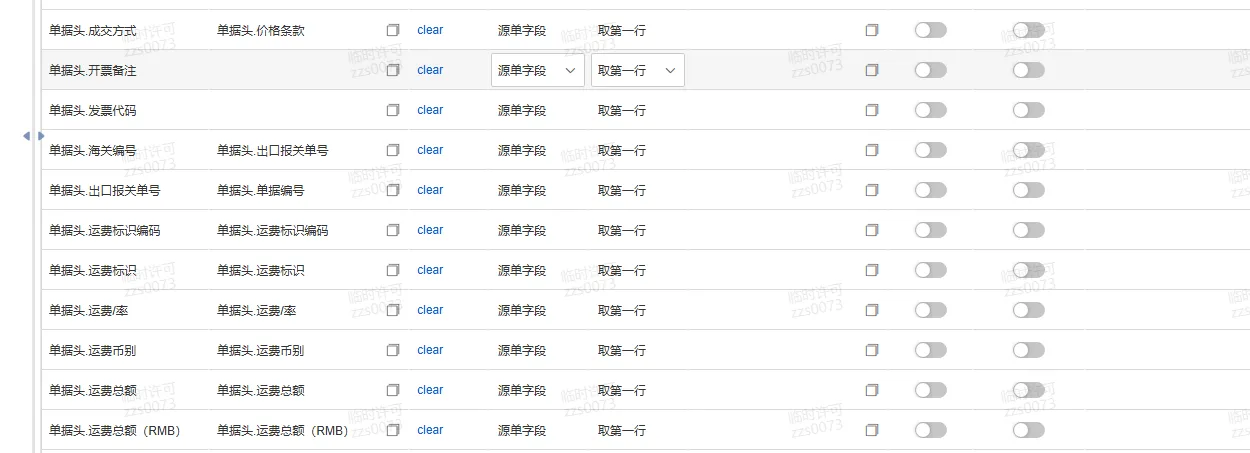 单据头.成交方式 单据头.价格条款 clear 源单字段 取第一行
单据头.开票备注 clear 源单字段 取第一行
单据头.发票代码 clear 源单字段 取第一行
单据头.海关编号 单据头.出口报关单号 clear 源单字段 取第一行
单据头.出口报关单号 单据头.单据编号 clear 源单字段 取第一行
单据头.运费标识编码 单据头.运费标识编码 clear 源单字段 取第一行
单据头.运费标识 单据头.运费标识 clear 源单字段 取第一行
单据头.运费/率 单据头.运费/率 clear 源单字段 取第一行
单据头.运费币别 单据头.运费币别 clear 源单字段 取第一行
单据头.运费总额 单据头.运费总额 clear 源单字段 取第一行
单据头.运费总额（RMB） 单据头.运费总额（RMB） clear 源单字段 取第一行
临时许可
zzs0073